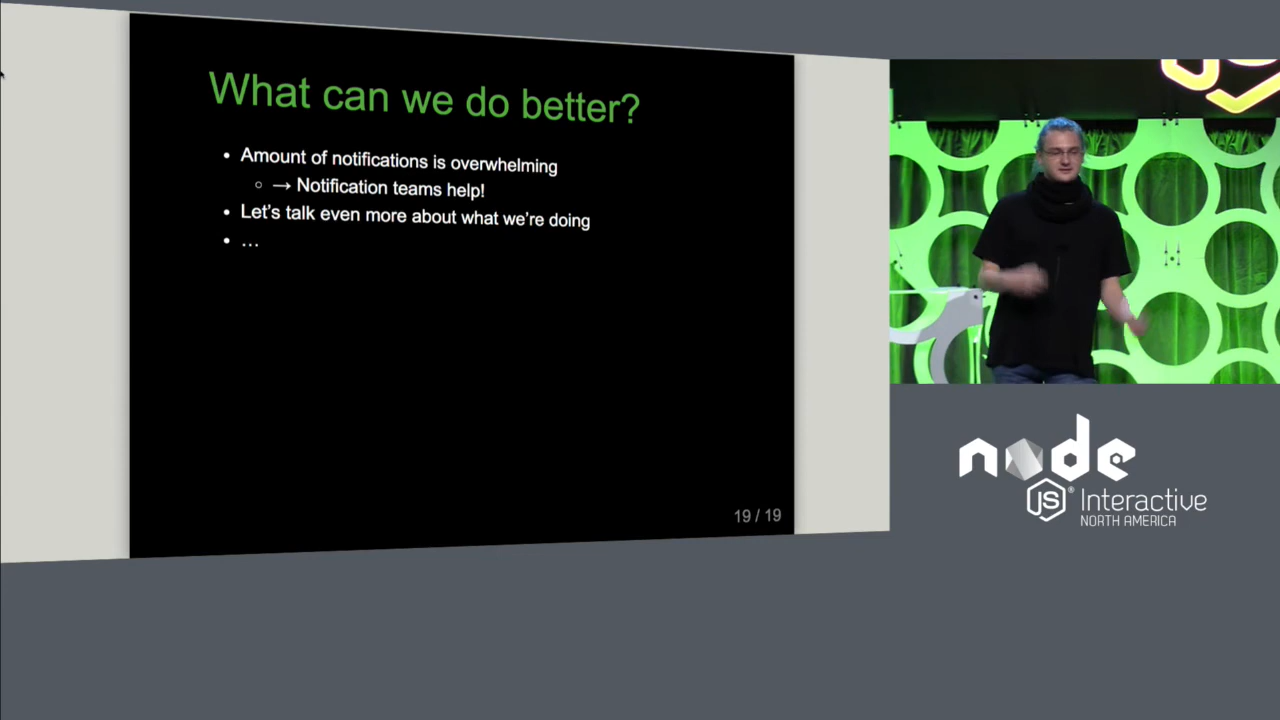 What can we do better?
• Amount of notifications is overwhelming
○ → Notification teams help!
• Let's talk even more about what we're doing
• …
19 / 19
node
JS® Interactive
NORTH AMERICA